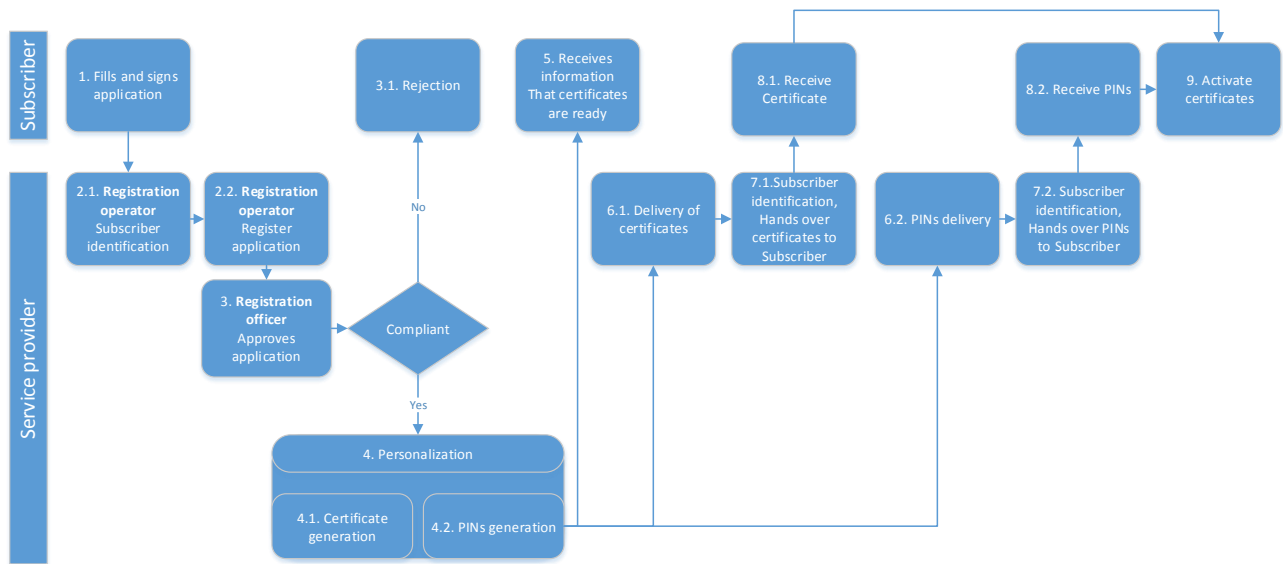 Subscriber
1. Fills and signs
application
3.1. Rejection
5. Receives
information
That certificates
are ready
8.1. Receive
Certificate
8.2. Receive PINs
9. Activate
certificates
Service provider
2.1. Registration
operator
Subscriber
identification
2.2. Registration
operator
Register
application
No
6.1. Delivery of
certificates
7.1.Subscriber
identification,
Hands over
certificates to
Subscriber
6.2. PINs delivery
7.2. Subscriber
identification,
Hands over PINs
to Subscriber
3. Registration
officer
Approves
application
Compliant
Yes
4. Personalization
4.1. Certificate
generation
4.2. PINs generation